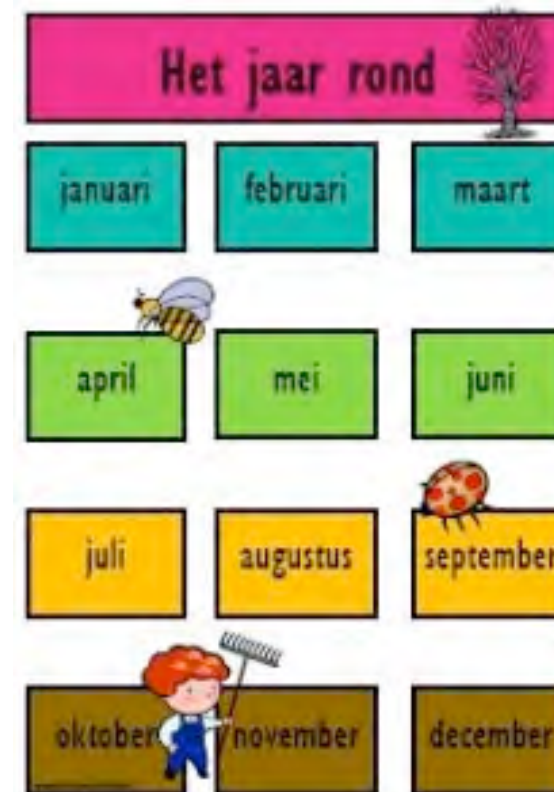 Het jaar rond
januari februari maart
april mei juni
juli augustus september
oktober november december